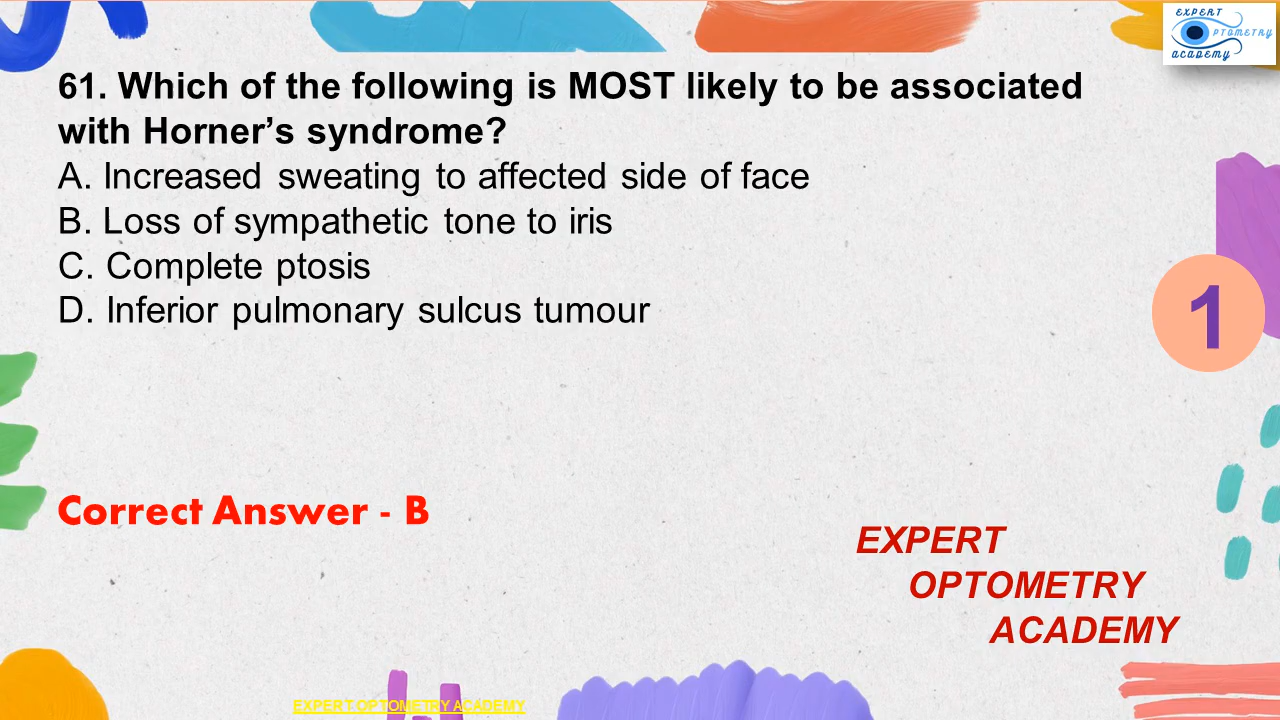 EXPERT
OPTOMETRY
academy
61. Which of the following is MOST likely to be associated
with Horner’s syndrome?
A. Increased sweating to affected side of face
B. Loss of sympathetic tone to iris
C. Complete ptosis
D. Inferior pulmonary sulcus tumour
1
Correct Answer - B
EXPERT
OPTOMETRY
ACADEMY
EXPERT OPTOMETRY ACADEMY